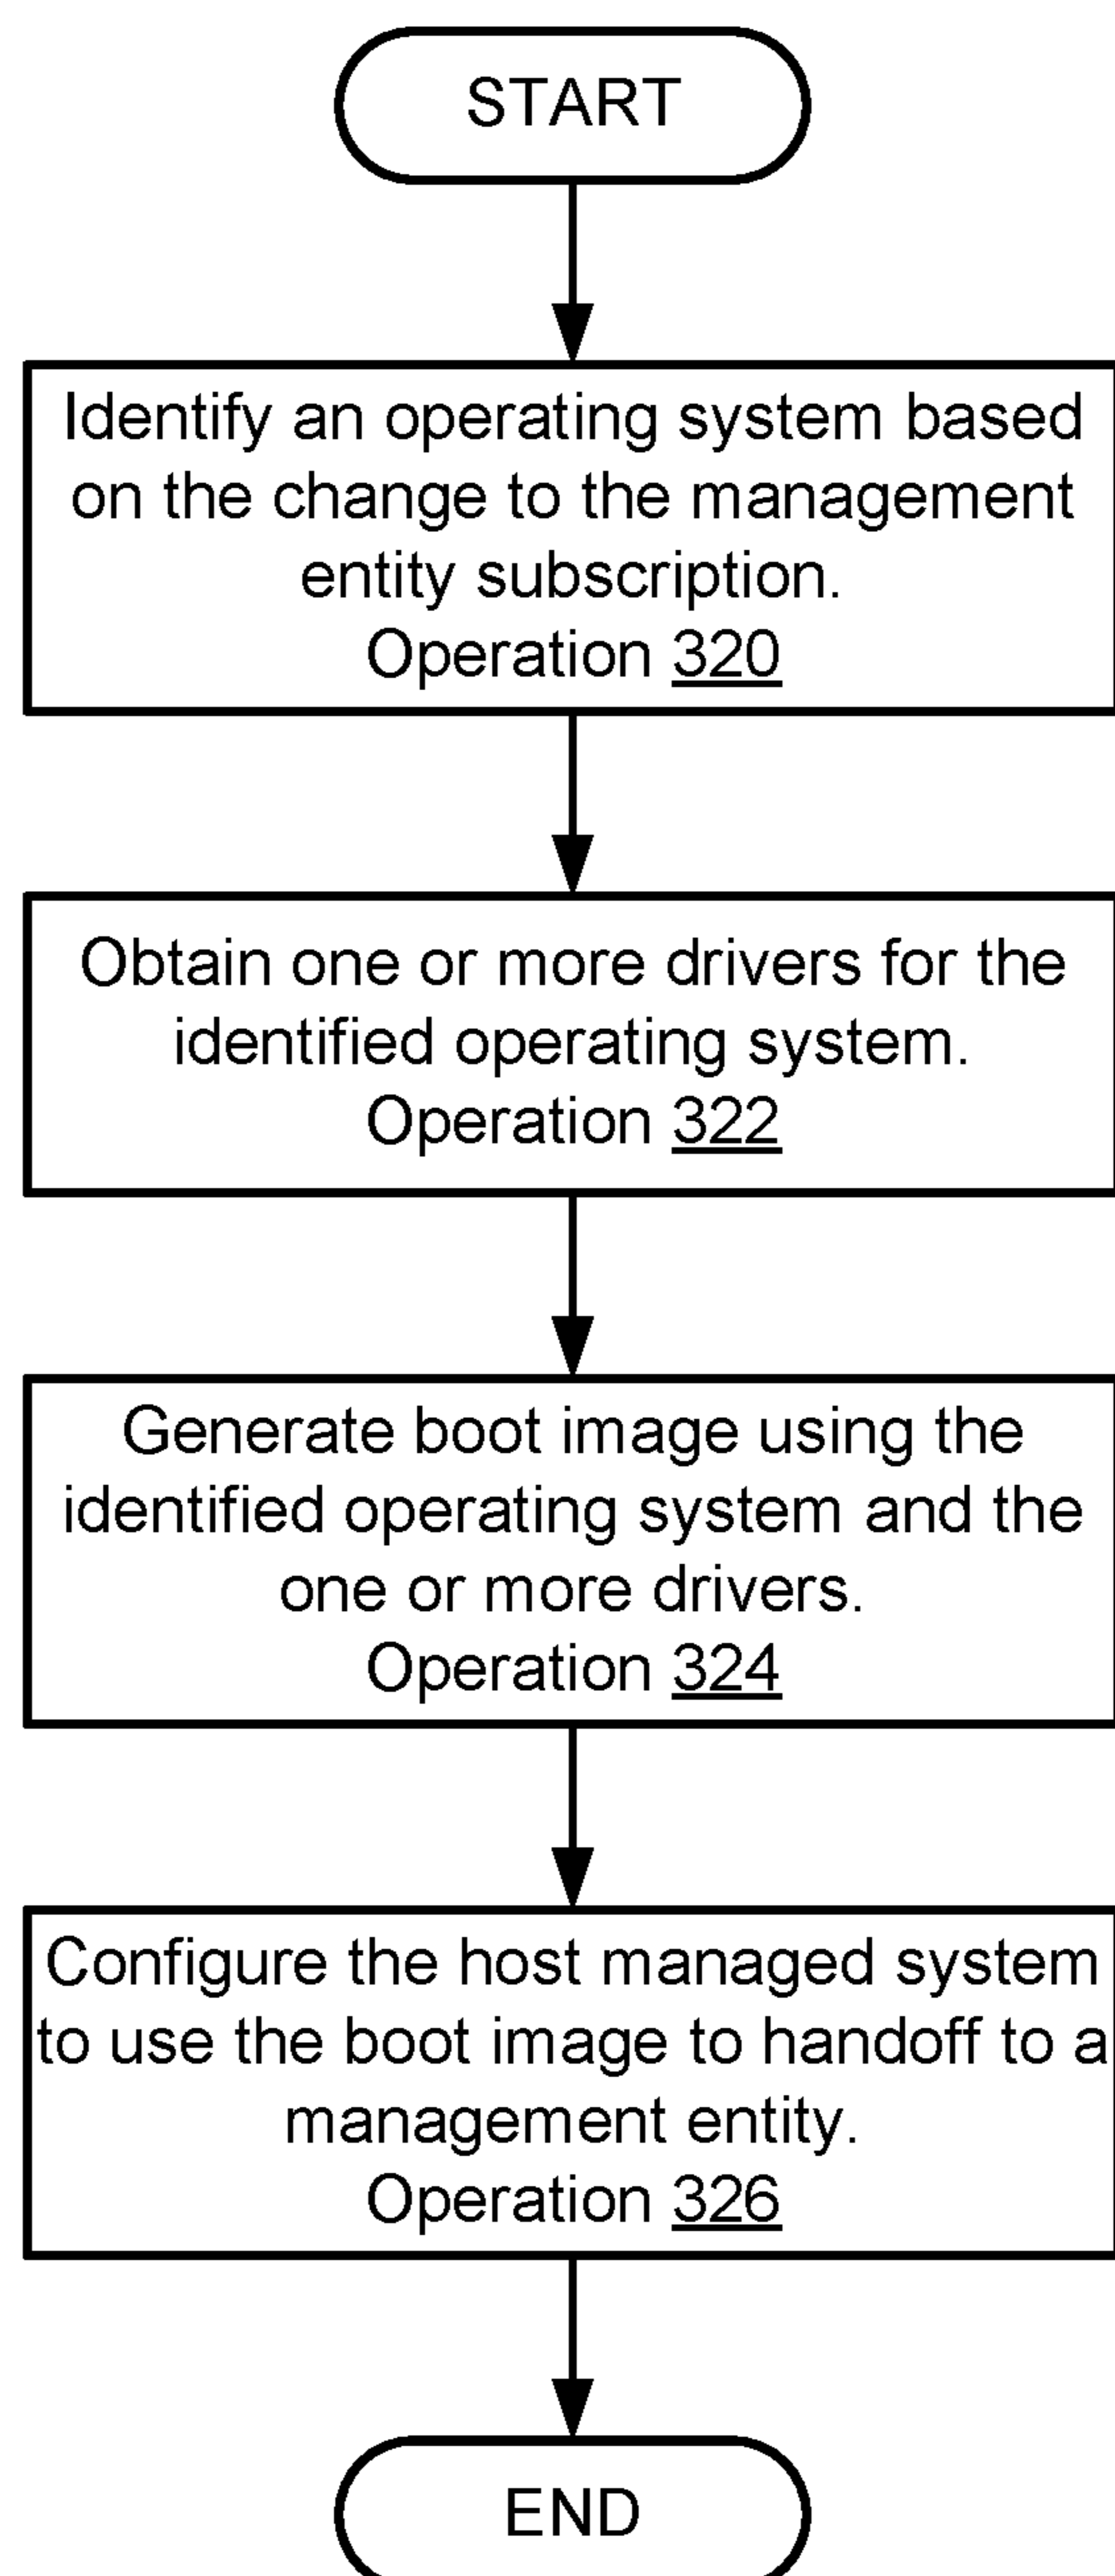 START
Identify an operating system based
on the change to the management
entity subscription.
Operation 320
Obtain one or more drivers for the
identified operating system.
Operation 322
Generate boot image using the
identified operating system and the
one or more drivers.
Operation 324
Configure the host managed system
to use the boot image to handoff to a
management entity.
Operation 326
END